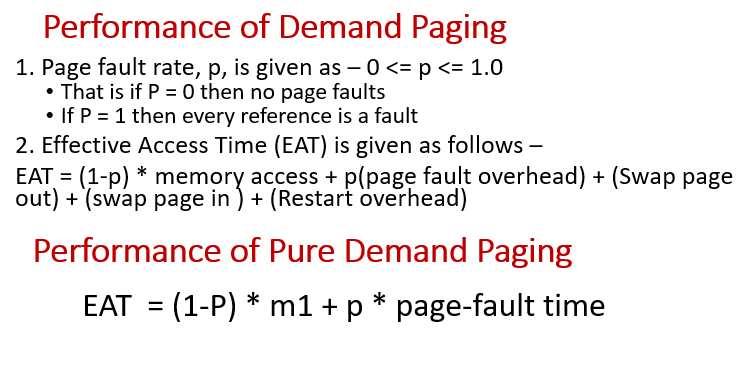 Performance of Demand Paging
1. Page fault rate, p, is given as – 0 <= p <= 1.0
• That is if P = 0 then no page faults
• If P = 1 then every reference is a fault
2. Effective Access Time (EAT) is given as follows –
EAT = (1-p) * memory access + p(page fault overhead) + (Swap page
out) + (swap page in ) + (Restart overhead)
Performance of Pure Demand Paging
EAT  = (1-P) * m1 + p * page-fault time